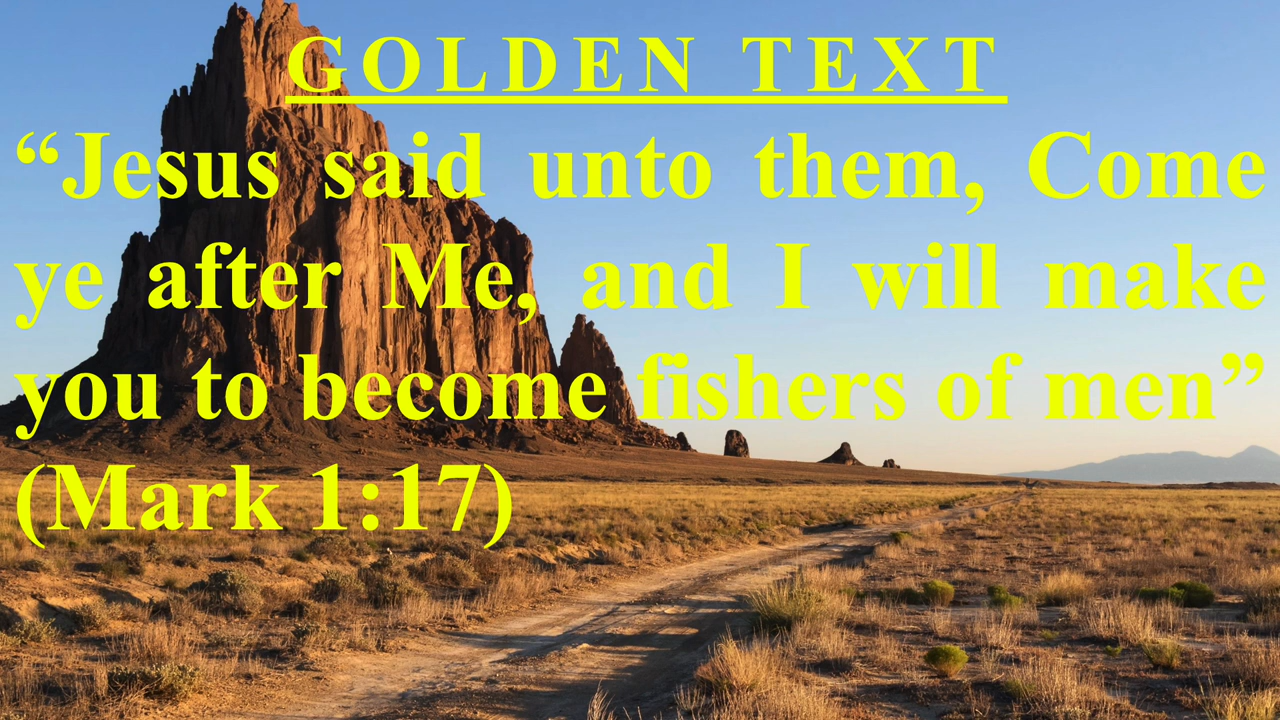 GOLDEN TEXT
“Jesus said unto them, Come
ye after Me, and I will make
you to become fishers of men”
(Mark 1:17)